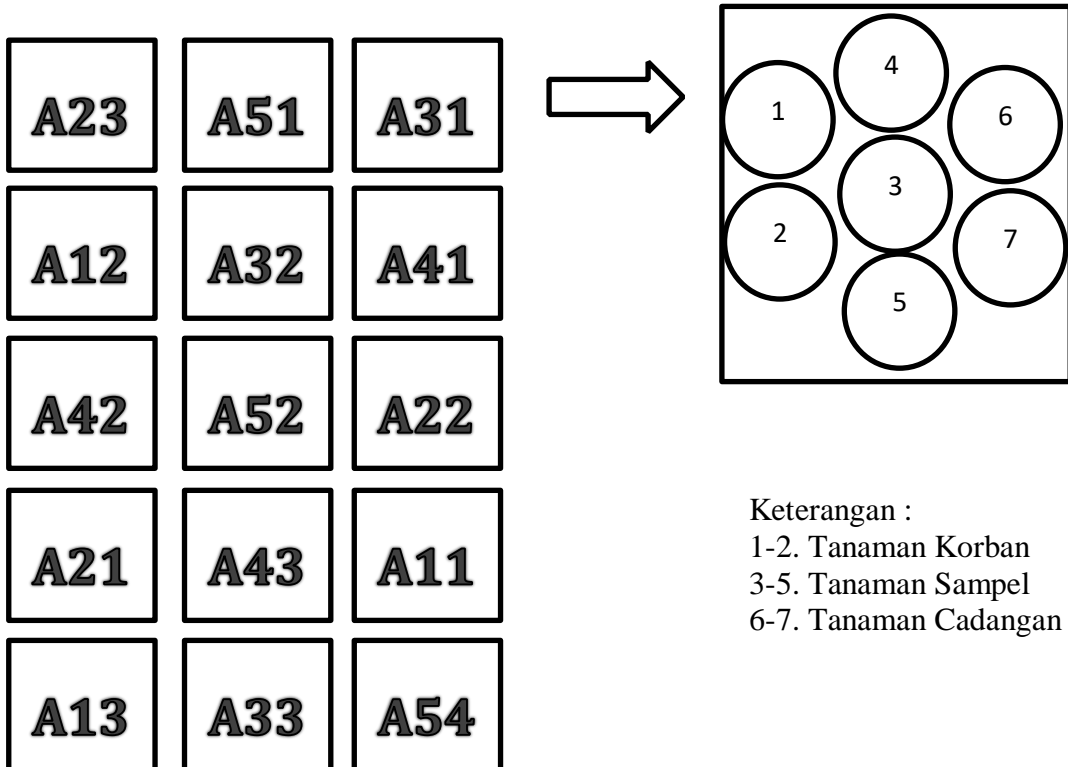 A23 A51 A31
A12 A32 A41
A42 A52 A22
A21 A43 A11
A13 A33 A54
4
1
6
3
2
7
5
Keterangan :
1-2. Tanaman Korban
3-5. Tanaman Sampel
6-7. Tanaman Cadangan